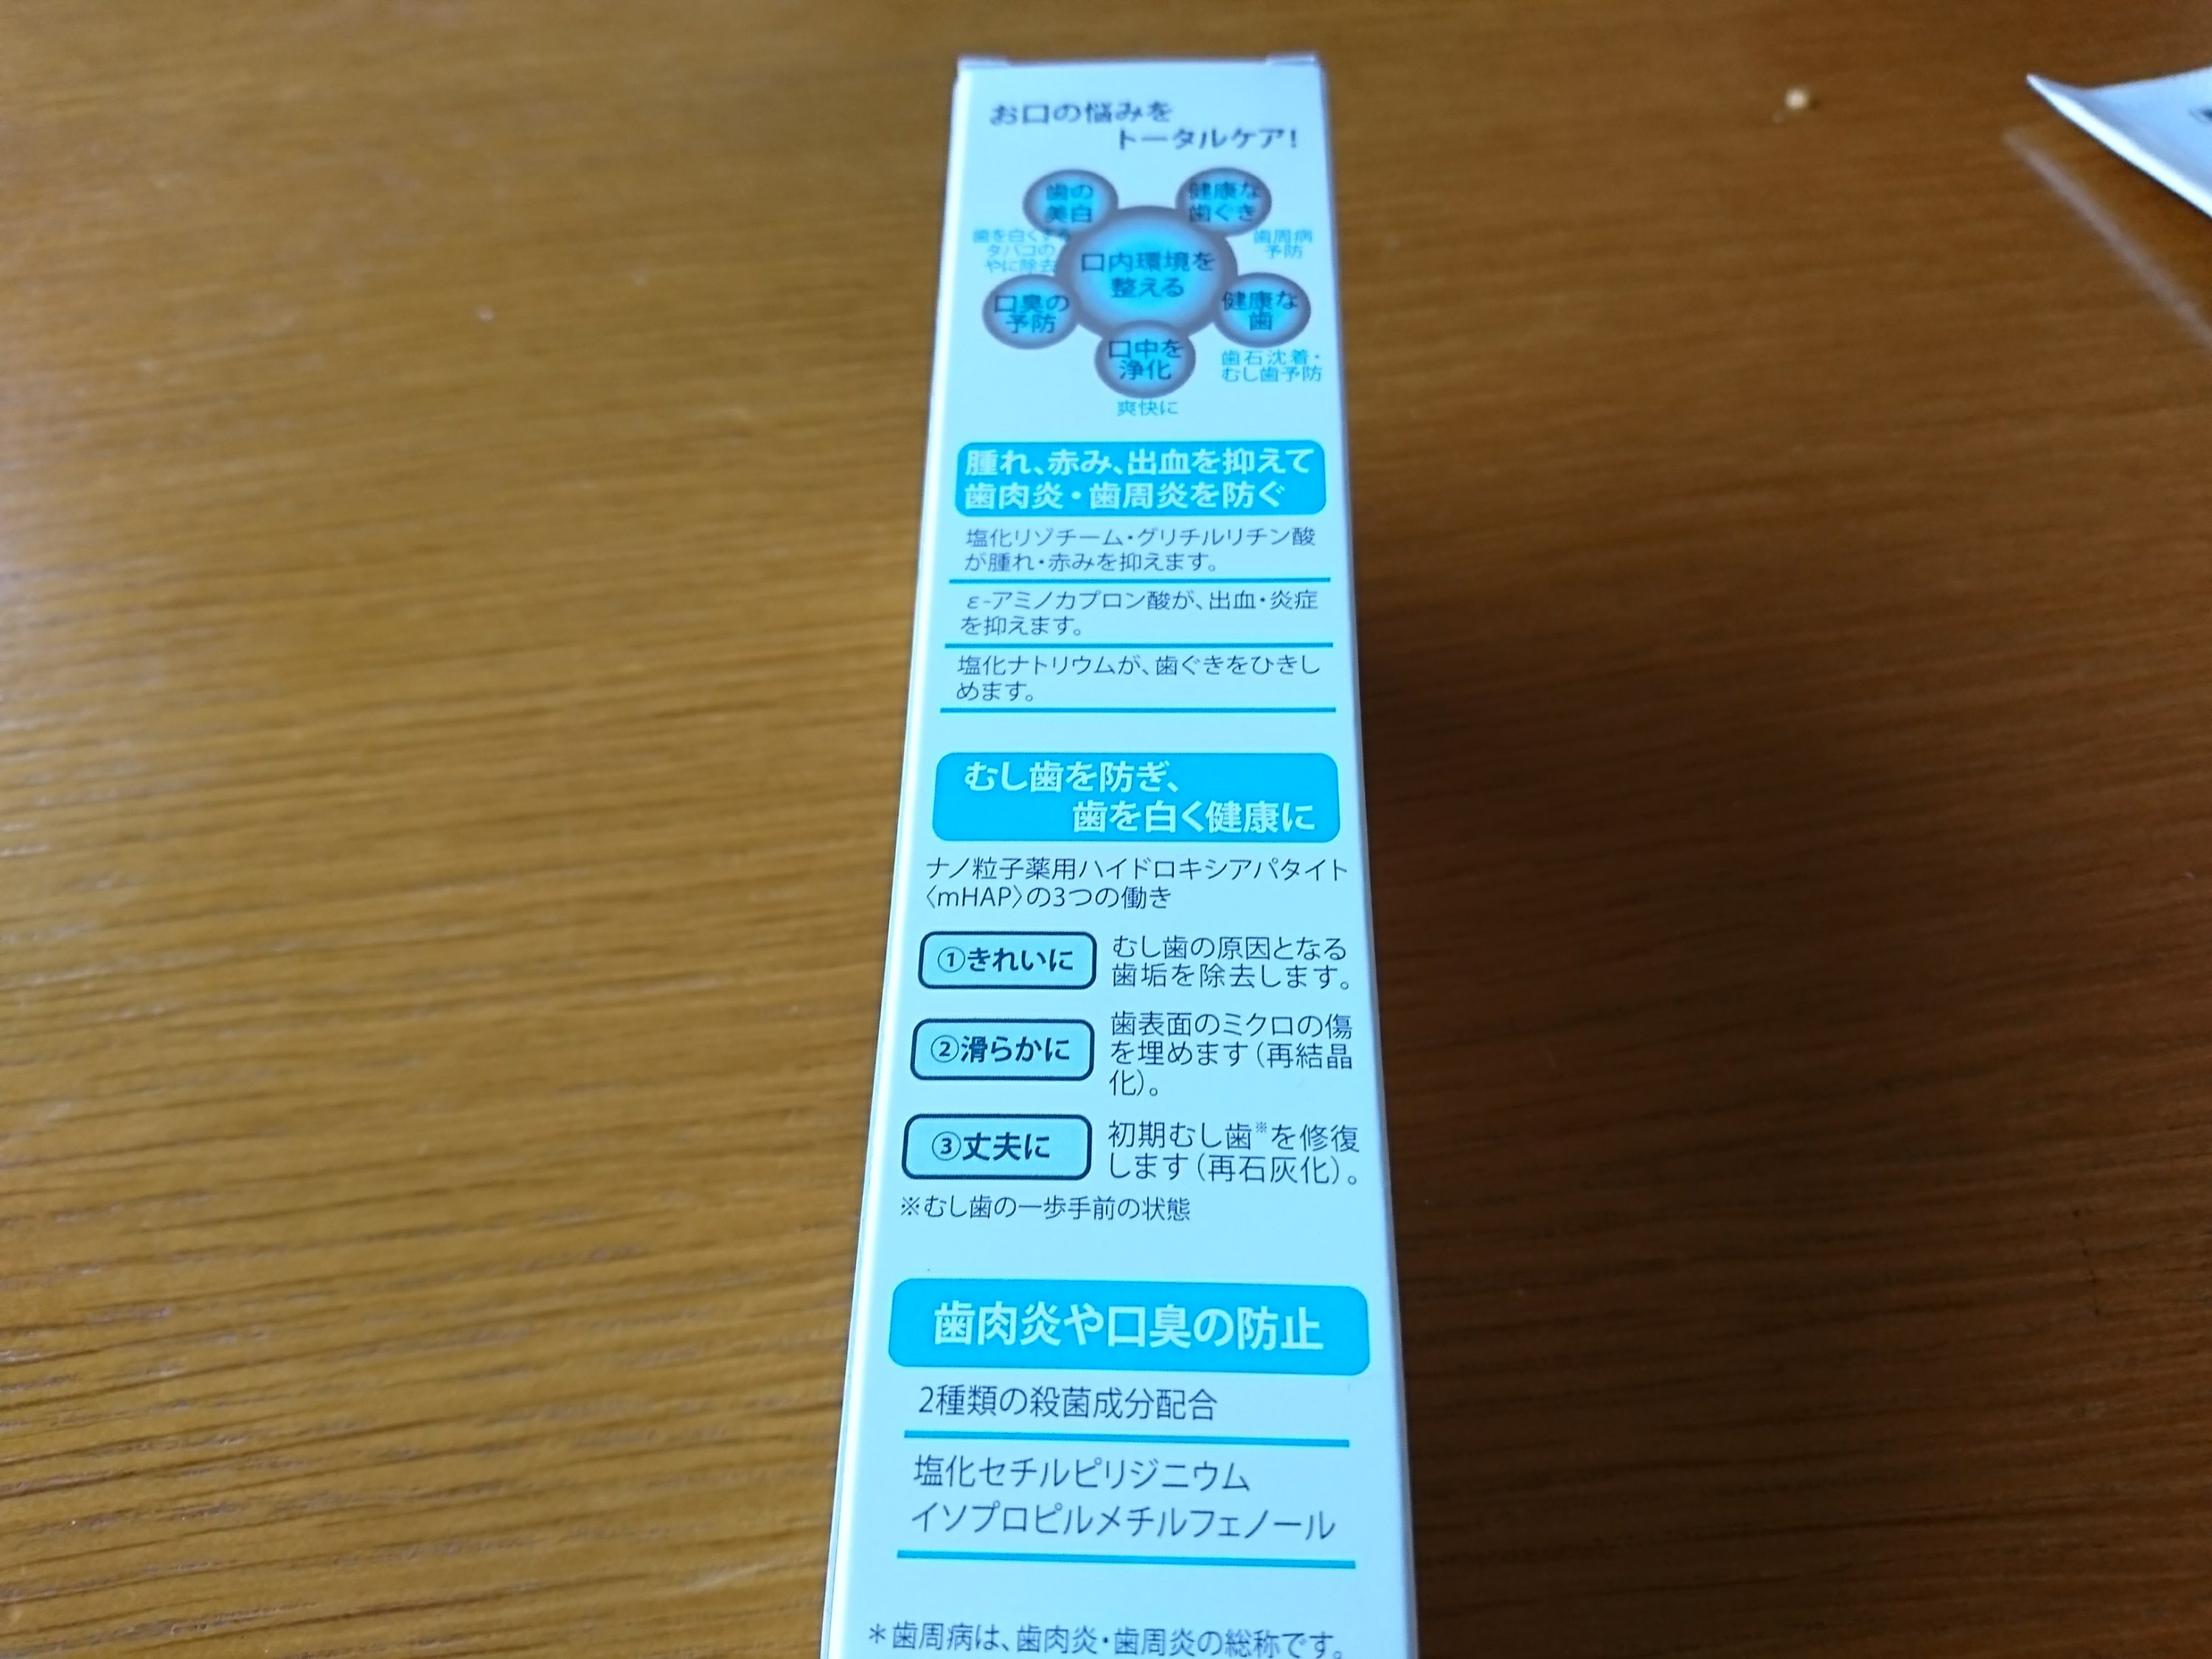 お口の悩みを
トータルケア!
歯の
美白
健康な
歯ぐき
歯を白くする
タバコの
やに除去
歯周病
予防
口内環境を
整える
口臭の
予防
健康な
歯
口中を
浄化
歯石沈着・
むし歯予防
爽快に
腫れ、赤み、出血を抑えて
歯肉炎・歯周炎を防ぐ
塩化リゾチーム・グリチルリチン酸
が腫れ・赤みを抑えます。
ε-アミノカプロン酸が、出血・炎症
を抑えます。
塩化ナトリウムが、歯ぐきをひきし
めます。
むし歯を防ぎ、
歯を白く健康に
ナノ粒子薬用ハイドロキシアパタイト
〈mHAP〉の3つの働き
①きれいに
むし歯の原因となる
歯垢を除去します。
②滑らかに
歯表面のミクロの傷
を埋めます(再結晶
化)。
③丈夫に
初期むし歯※を修復
します(再石灰化)。
※むし歯の一歩手前の状態
歯肉炎や口臭の防止
2種類の殺菌成分配合
塩化セチルピリジニウム
イソプロピルメチルフェノール
*歯周病は、歯肉炎・歯周炎の総称です。